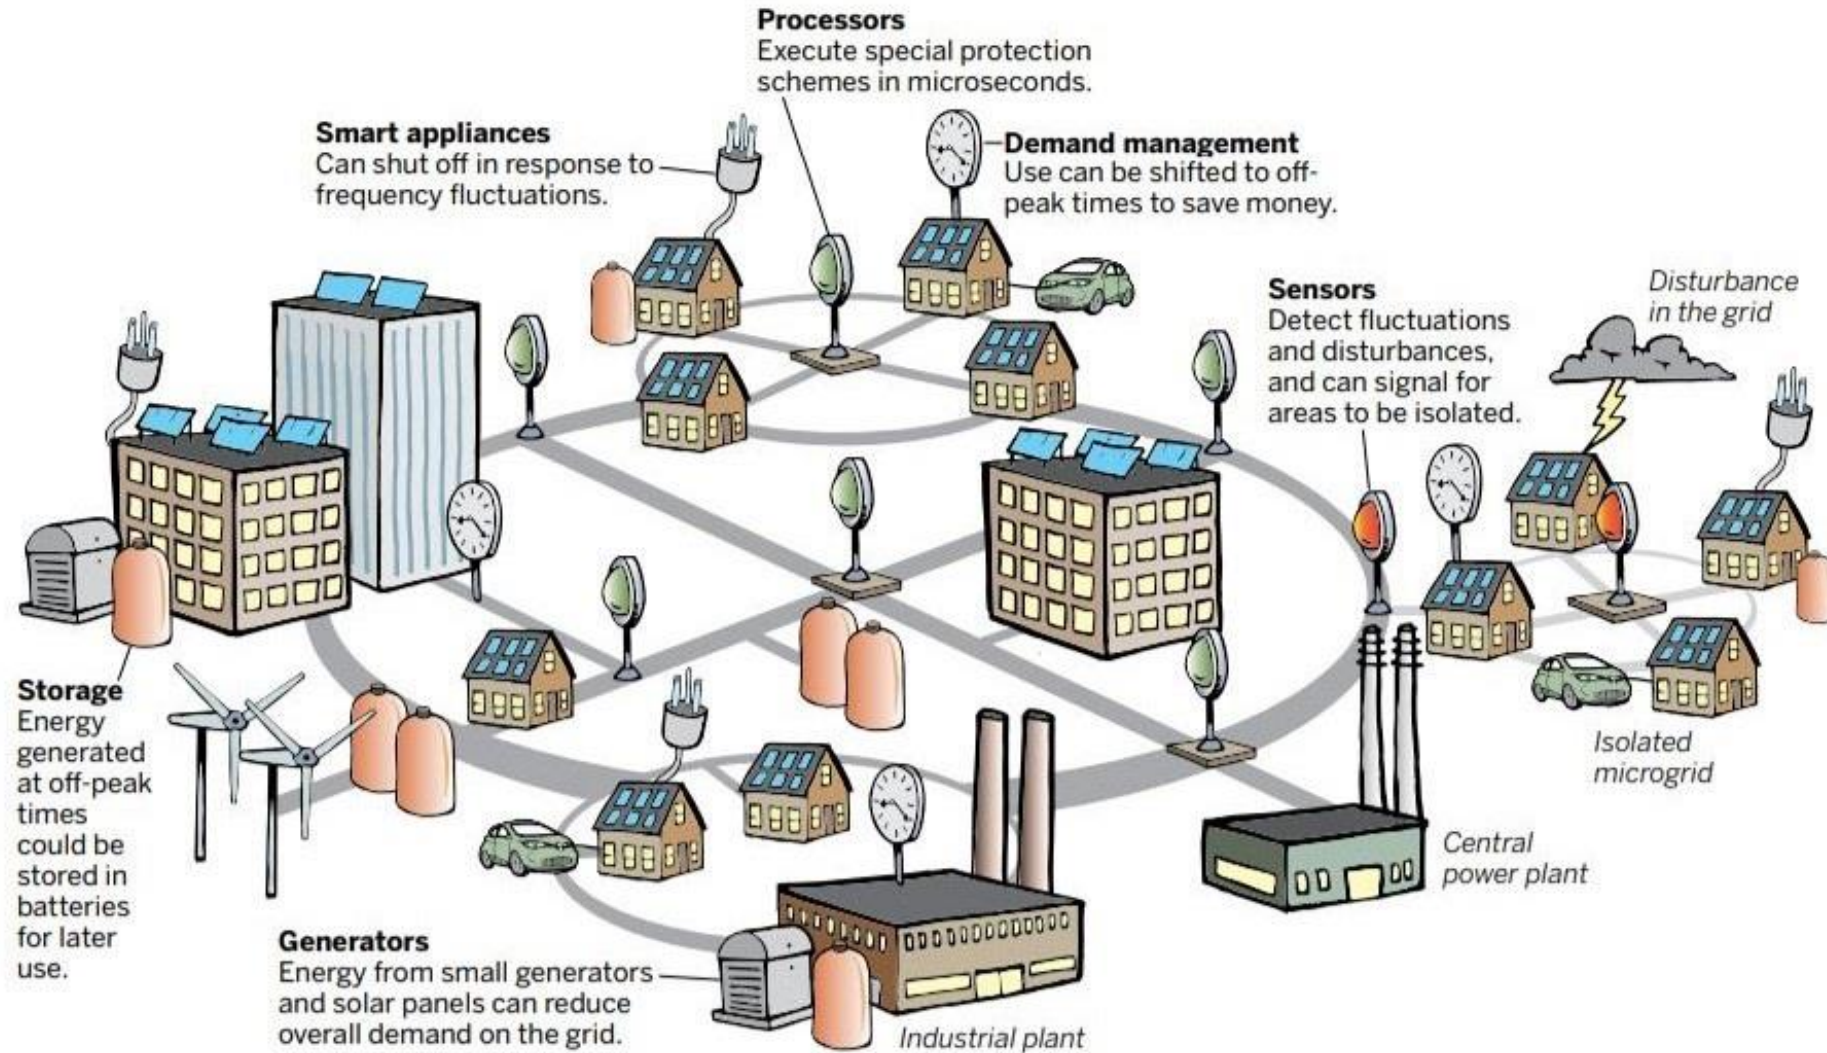 Processors
Execute special protection
schemes in microseconds.
Smart appliances
Can shut off in response to
frequency fluctuations.
Demand management
Use can be shifted to off-
peak times to save money.
Sensors
Detect fluctuations
and disturbances,
and can signal for
areas to be isolated.
Disturbance
in the grid
Storage
Energy
generated
at off-peak
times
could be
stored in
batteries
for later
use.
Isolated
microgrid
Central
power plant
Generators
Energy from small generators
and solar panels can reduce
overall demand on the grid.
Industrial plant